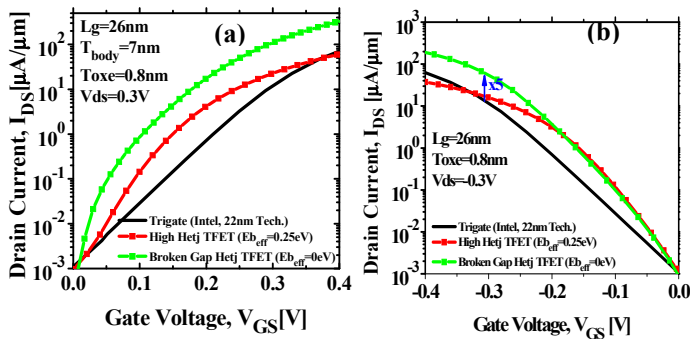 (a)
Lg=26nm
T_body=7nm
Toxe=0.8nm
Vds=0.3V
Drain Current, I_DS[µA/µm]
10^2
10^1
10^0
10^-1
10^-2
10^-3
Trigate (Intel, 22nm Tech.)
High Hetj TFET (Eb_eff=0.25eV)
Broken Gap Hetj TFET (Eb_eff=0eV)
0.0 0.1 0.2 0.3 0.4
Gate Voltage, V_GS[V]
(b)
x5
Lg=26nm
Toxe=0.8nm
Vds=-0.3V
Drain Current, I_DS [µA/µm]
10^3
10^2
10^1
10^0
10^-1
10^-2
10^-3
Trigate (Intel, 22nm Tech.)
High Hetj TFET (Eb_eff=0.25eV)
Broken Gap Hetj TFET (Eb_eff=0eV)
-0.4 -0.3 -0.2 -0.1 0.0
Gate Voltage, V_GS[V]